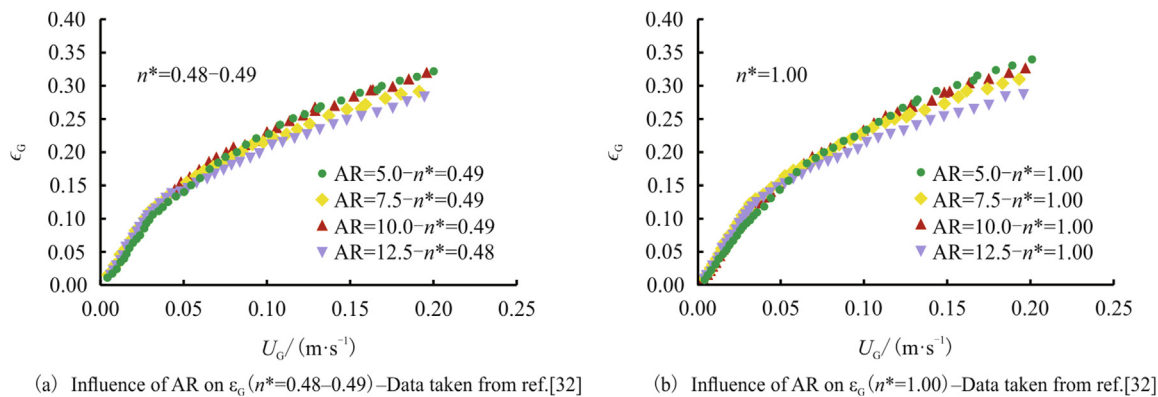 0.40
0.35
0.30
0.25
0.20
0.15
0.10
0.05
0.00
ϵG
n*=0.48−0.49
AR=5.0−n*=0.49
AR=7.5−n*=0.49
AR=10.0−n*=0.49
AR=12.5−n*=0.48
0.00 0.05 0.10 0.15 0.20 0.25
UG/ (m·s⁻¹)
(a) Influence of AR on εG (n*=0.48–0.49)–Data taken from ref.[32]
0.40
0.35
0.30
0.25
0.20
0.15
0.10
0.05
0.00
ϵG
n*=1.00
AR=5.0−n*=1.00
AR=7.5−n*=1.00
AR=10.0−n*=1.00
AR=12.5−n*=1.00
0.00 0.05 0.10 0.15 0.20 0.25
UG/ (m·s⁻¹)
(b) Influence of AR on εG (n*=1.00)–Data taken from ref.[32]